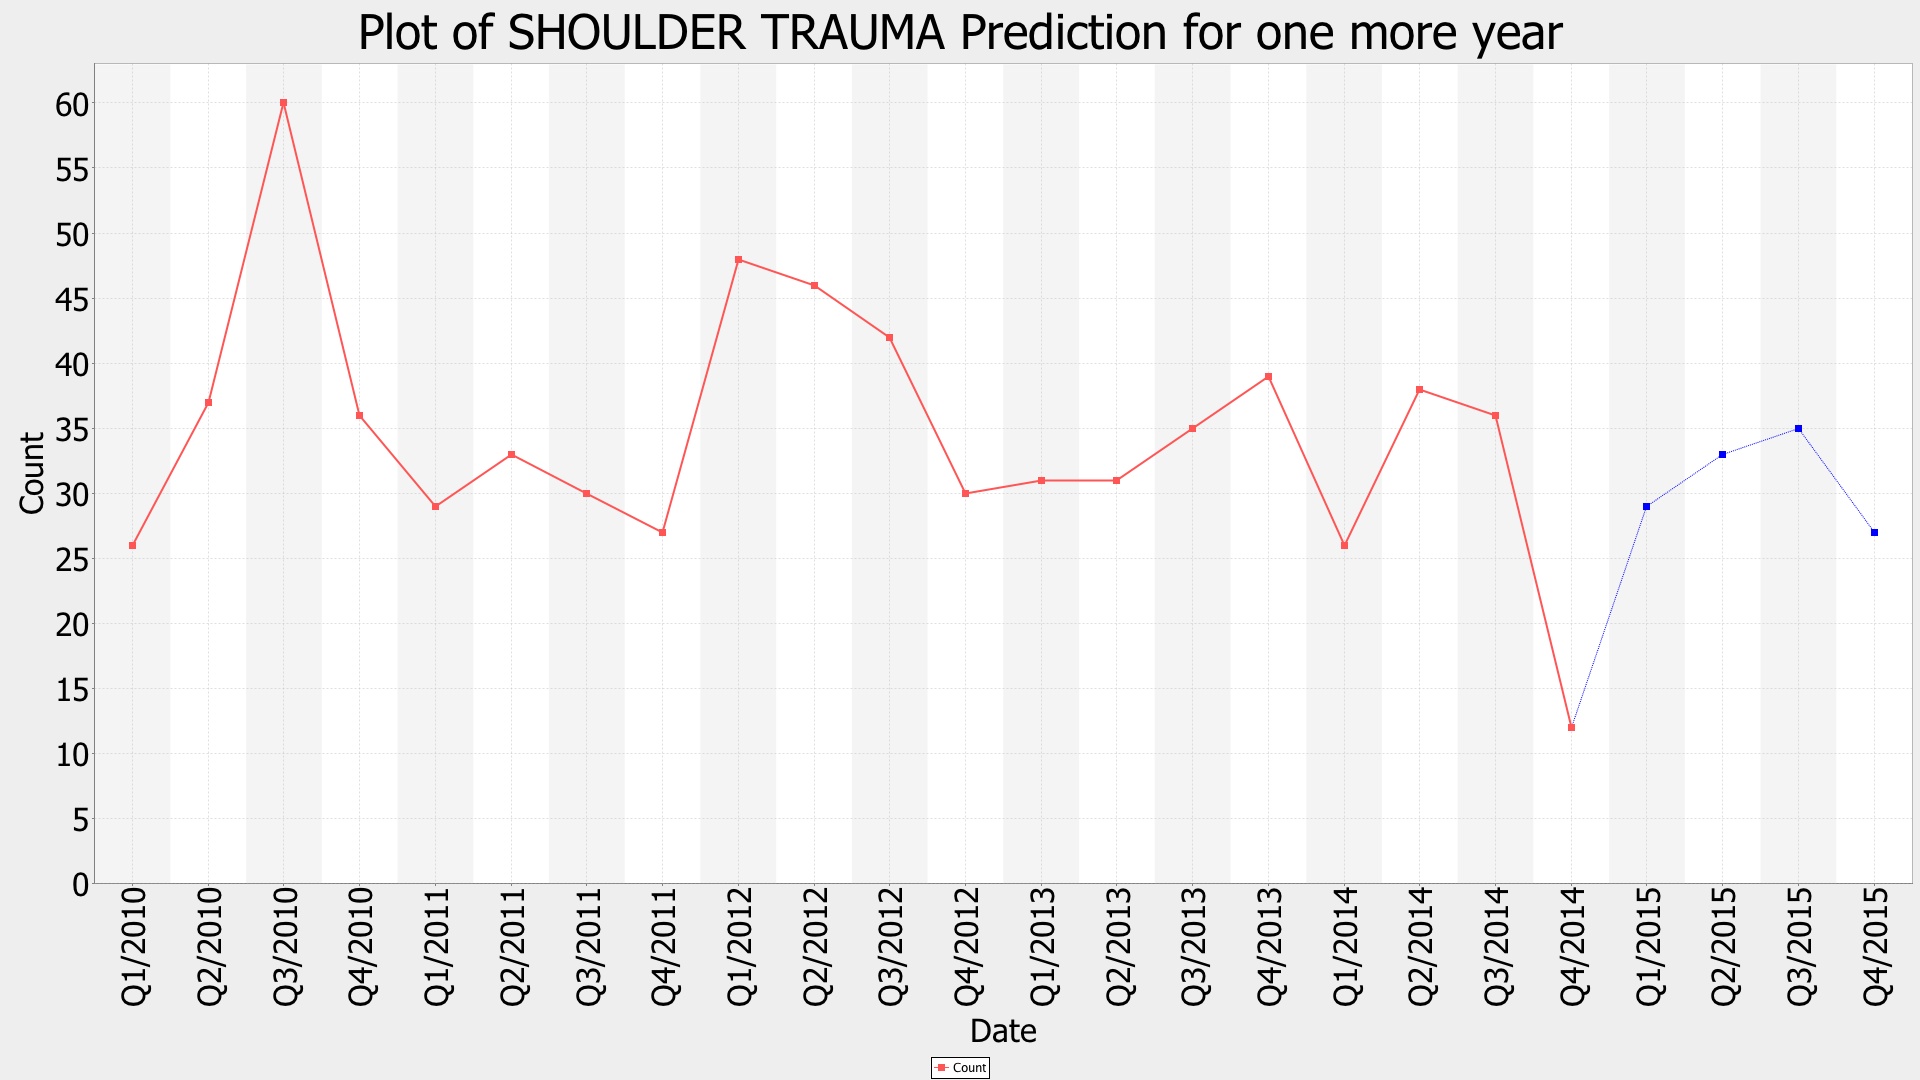 Plot of SHOULDER TRAUMA Prediction for one more year
60
55
50
45
40
35
30
25
20
15
10
5
0
Count
Q1/2010
Q2/2010
Q3/2010
Q4/2010
Q1/2011
Q2/2011
Q3/2011
Q4/2011
Q1/2012
Q2/2012
Q3/2012
Q4/2012
Q1/2013
Q2/2013
Q3/2013
Q4/2013
Q1/2014
Q2/2014
Q3/2014
Q4/2014
Q1/2015
Q2/2015
Q3/2015
Q4/2015
Date
Count